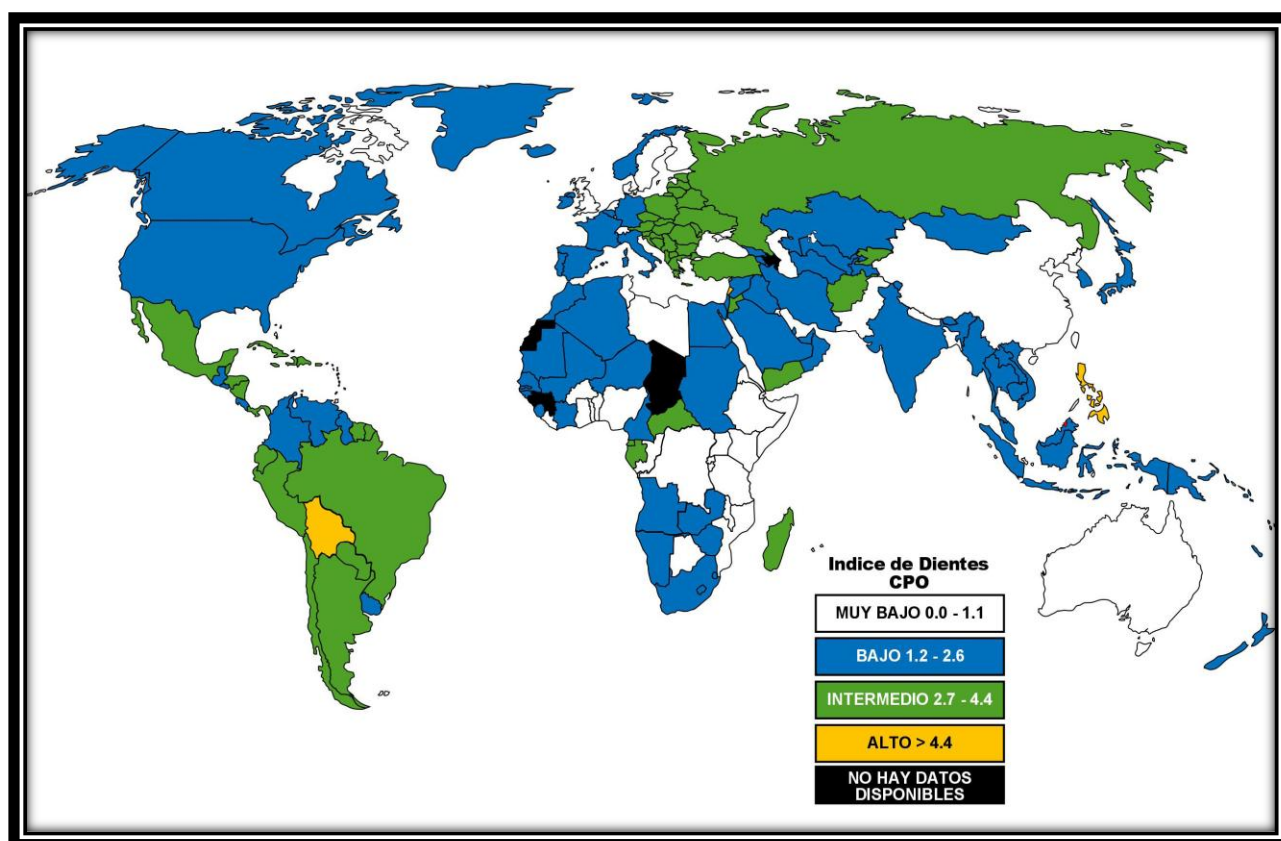 Indice de Dientes
CPO
MUY BAJO 0.0 - 1.1
BAJO 1.2 - 2.6
INTERMEDIO 2.7 - 4.4
ALTO > 4.4
NO HAY DATOS
DISPONIBLES